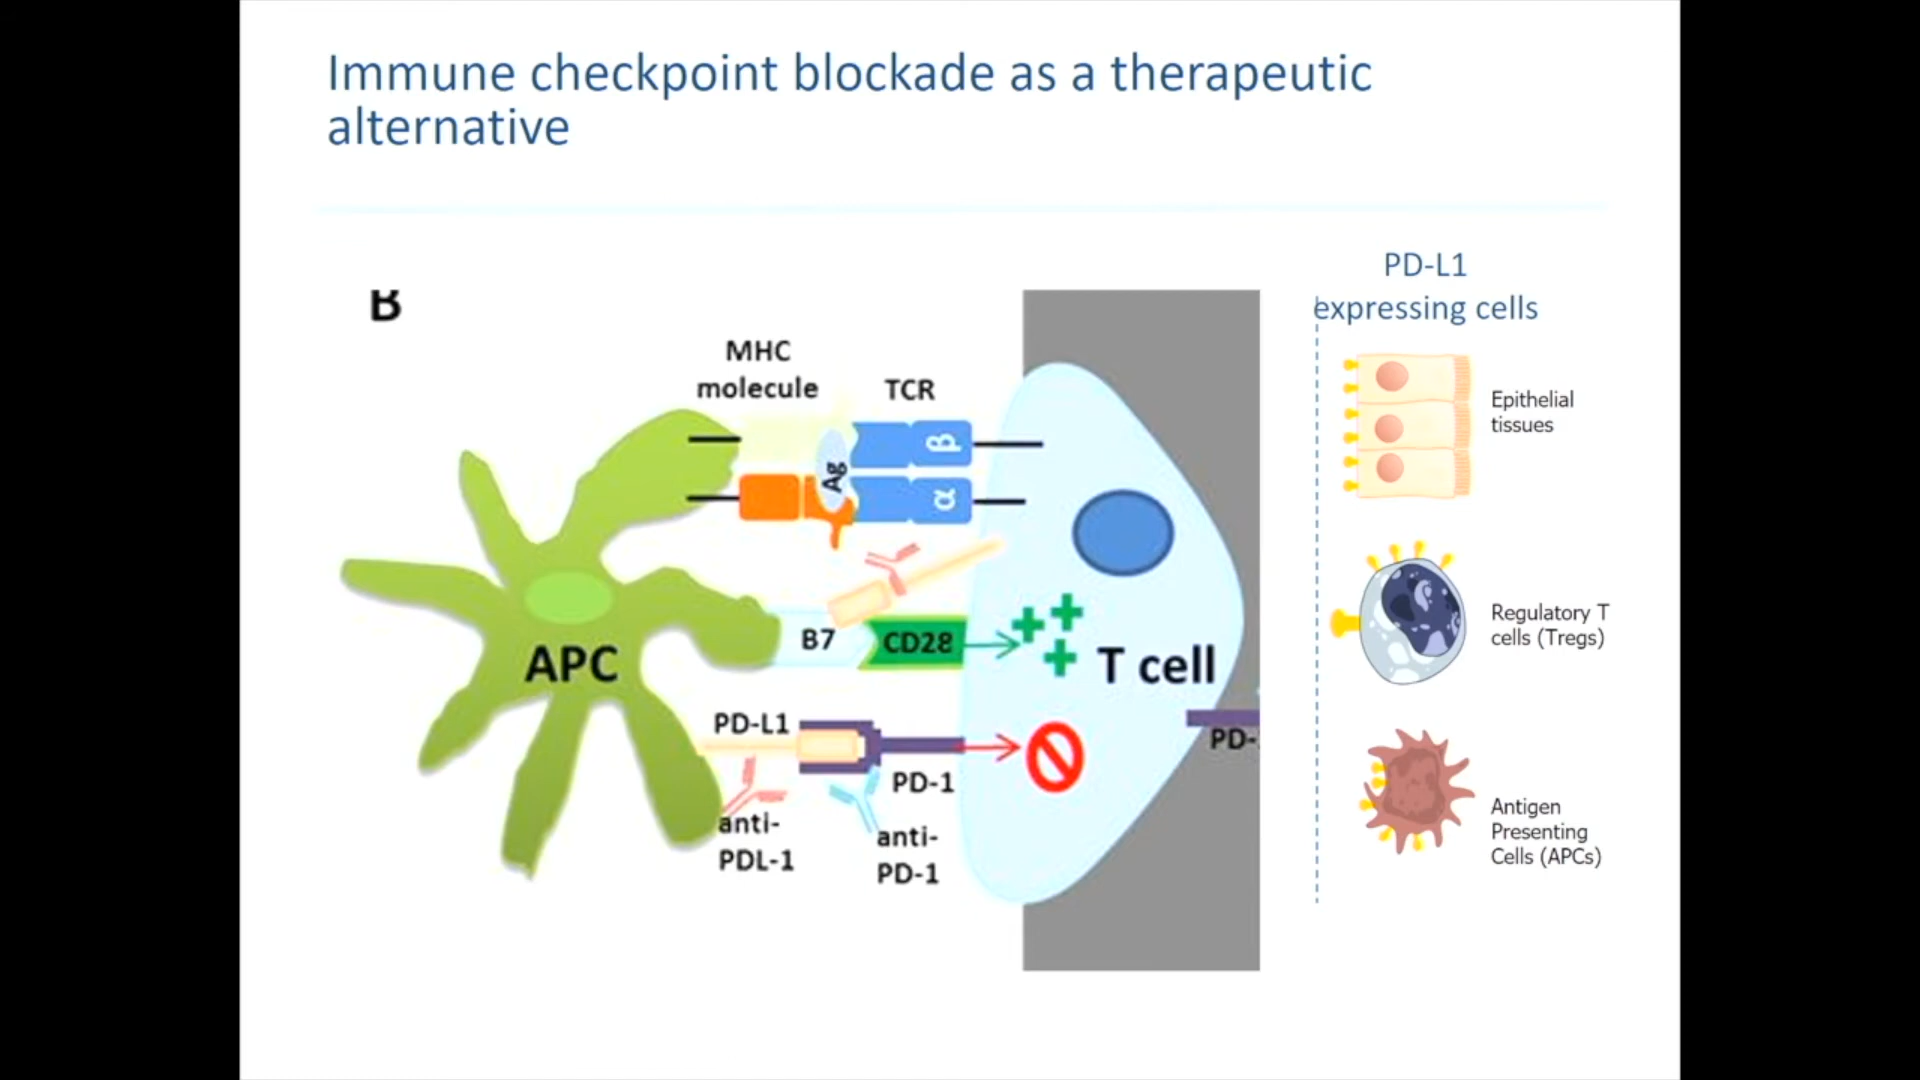 Immune checkpoint blockade as a therapeutic
alternative
B
MHC
molecule
TCR
β
Ag
α
APC
B7
CD28
T cell
PD-L1
PD-1
anti-
PDL-1
anti-
PD-1
PD-
PD-L1
expressing cells
Epithelial
tissues
Regulatory T
cells (Tregs)
Antigen
Presenting
Cells (APCs)